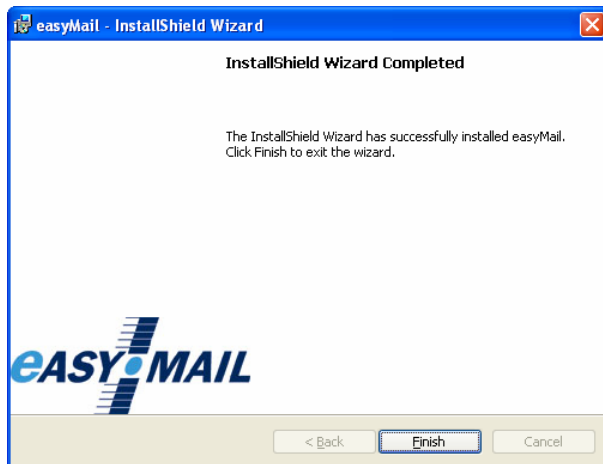 easyMail - InstallShield Wizard
InstallShield Wizard Completed
The InstallShield Wizard has successfully installed easyMail.
Click Finish to exit the wizard.
eASY MAIL
< Back
Finish
Cancel